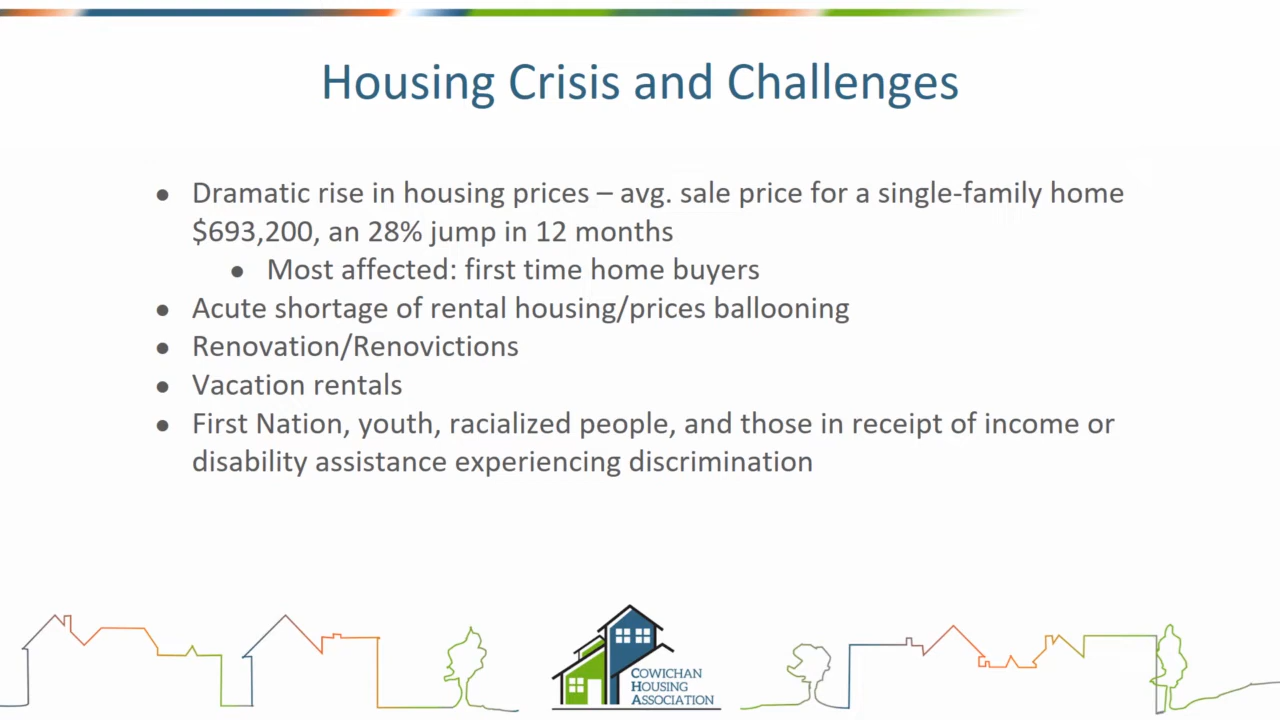 Housing Crisis and Challenges
● Dramatic rise in housing prices – avg. sale price for a single-family home
$693,200, an 28% jump in 12 months
● Most affected: first time home buyers
● Acute shortage of rental housing/prices ballooning
● Renovation/Renovictions
● Vacation rentals
● First Nation, youth, racialized people, and those in receipt of income or
disability assistance experiencing discrimination
COWICHAN
HOUSING
ASSOCIATION